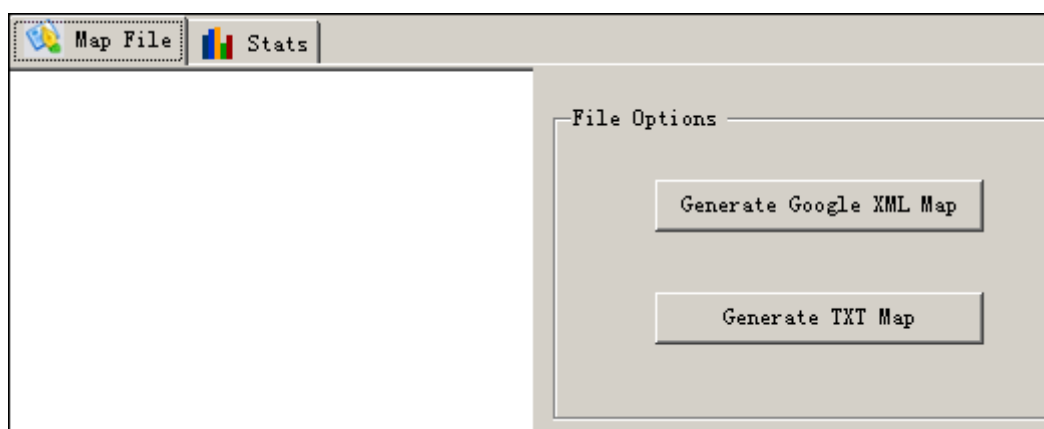 Map File Stats
File Options
Generate Google XML Map
Generate TXT Map